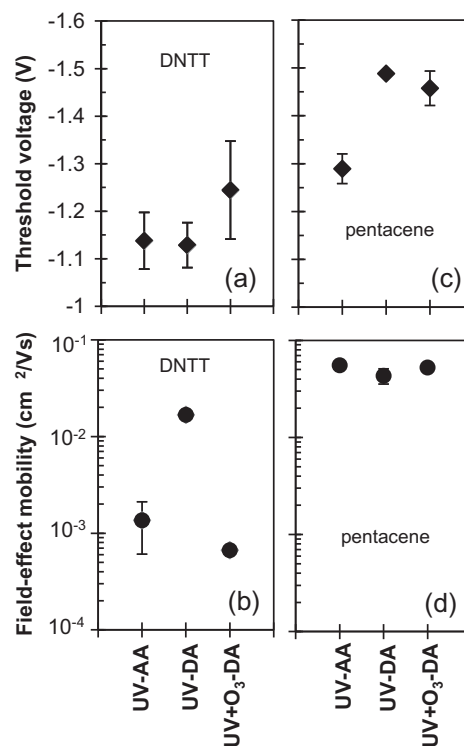 Threshold voltage (V)
-1.6
-1.5
-1.4
-1.3
-1.2
-1.1
-1
DNTT
(a)
pentacene
(c)
Field-effect mobility (cm ²/Vs)
10⁻¹
10⁻²
10⁻³
10⁻⁴
DNTT
(b)
pentacene
(d)
UV-AA
UV-DA
UV+O₃-DA
UV-AA
UV-DA
UV+O₃-DA